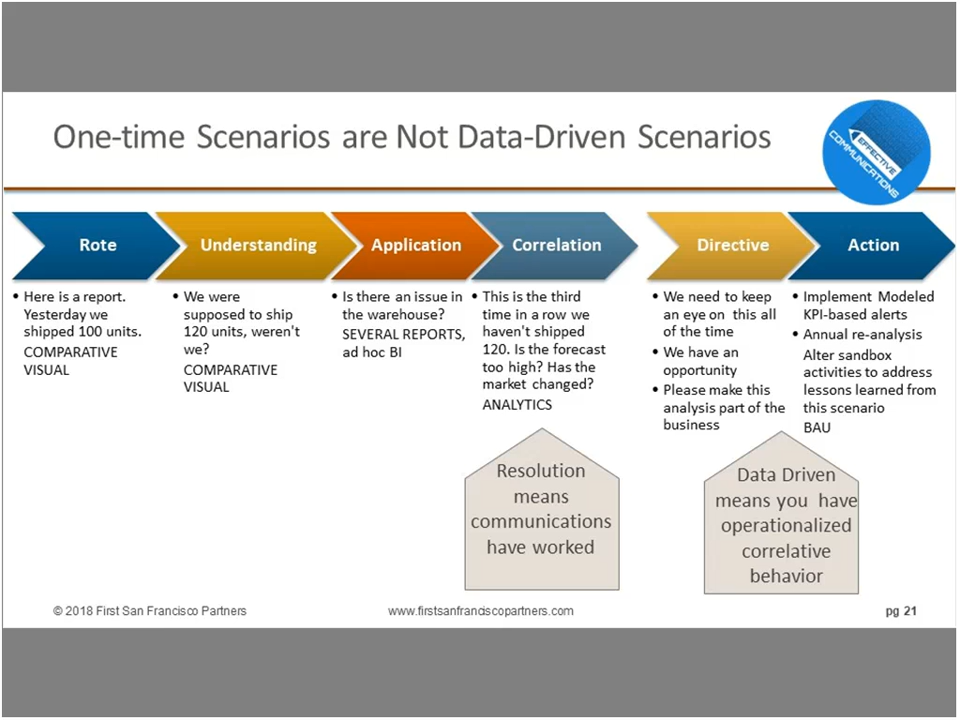 One-time Scenarios are Not Data-Driven Scenarios
EFFECTIVE
COMMUNICATIONS
Rote
Understanding
Application
Correlation
Directive
Action
• Here is a report.
Yesterday we
shipped 100 units.
COMPARATIVE
VISUAL
• We were
supposed to ship
120 units, weren't
we?
COMPARATIVE
VISUAL
• Is there an issue in
the warehouse?
SEVERAL REPORTS,
ad hoc BI
• This is the third
time in a row we
haven't shipped
120. Is the forecast
too high? Has the
market changed?
ANALYTICS
• We need to keep
an eye on this all
of the time
• We have an
opportunity
• Please make this
analysis part of the
business
• Implement Modeled
KPI-based alerts
• Annual re-analysis
Alter sandbox
activities to address
lessons learned from
this scenario
BAU
Resolution
means
communications
have worked
Data Driven
means you have
operationalized
correlative
behavior
© 2018 First San Francisco Partners
www.firstsanfranciscopartners.com
pg 21